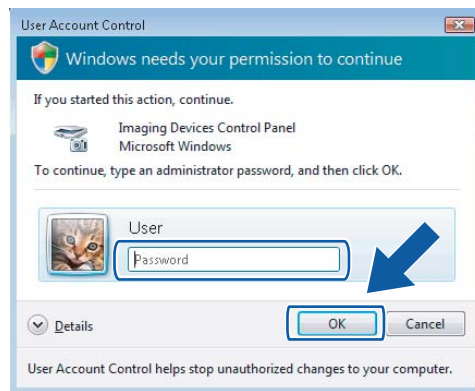 User Account Control
Windows needs your permission to continue
If you started this action, continue.
Imaging Devices Control Panel
Microsoft Windows
To continue, type an administrator password, and then click OK.
User
Password
Details
OK
Cancel
User Account Control helps stop unauthorized changes to your computer.